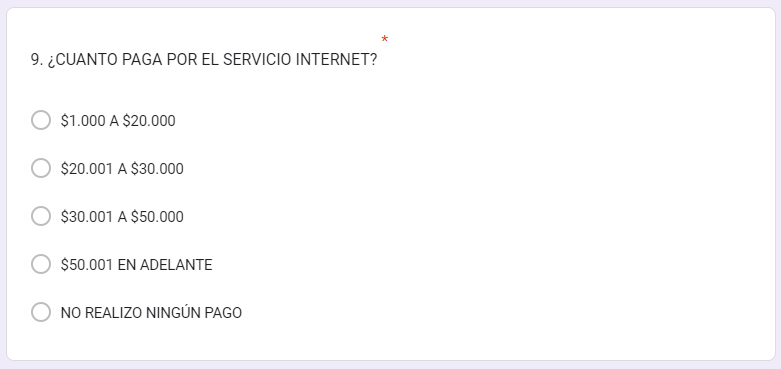 9. ¿CUANTO PAGA POR EL SERVICIO INTERNET? *
$1.000 A $20.000
$20.001 A $30.000
$30.001 A $50.000
$50.001 EN ADELANTE
NO REALIZO NINGÚN PAGO